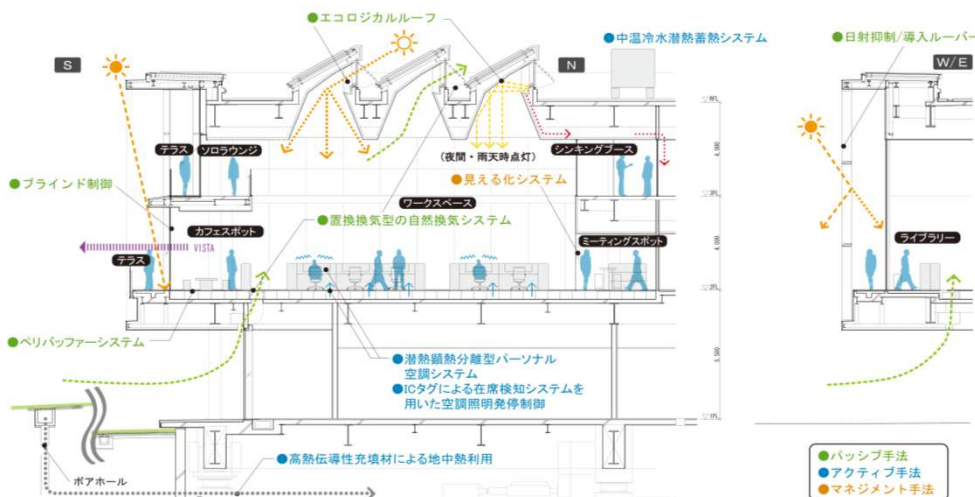 ●エコロジカルルーフ
●中温冷水潜熱蓄熱システム
●日射抑制/導入ルーバー
S
N
W/E
テラス
ソロラウンジ
(夜間・雨天時点灯)
シンキングブース
●見える化システム
●ブラインド制御
ワークスペース
●置換換気型の自然換気システム
カフェスポット
VISTA
テラス
ミーティングスポット
ライブラリー
4,000
4,000
5,500
●ペリバッファーシステム
●潜熱顕熱分離型パーソナル
空調システム
●ICタグによる在席検知システムを
用いた空調照明発停制御
●高熱伝導性充填材による地中熱利用
ボアホール
●パッシブ手法
●アクティブ手法
●マネジメント手法